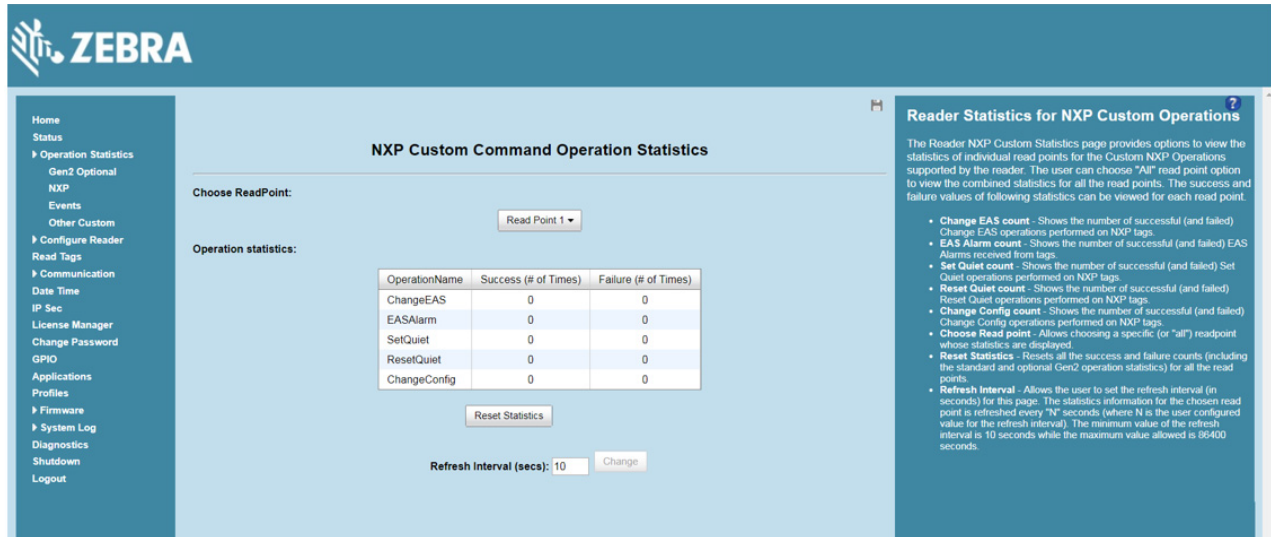 ZEBRA
Home
Status
Operation Statistics
Gen2 Optional
NXP
Events
Other Custom
Configure Reader
Read Tags
Communication
Date Time
IP Sec
License Manager
Change Password
GPIO
Applications
Profiles
Firmware
System Log
Diagnostics
Shutdown
Logout
NXP Custom Command Operation Statistics
Choose ReadPoint:
Read Point 1
Operation statistics:
OperationName Success (# of Times) Failure (# of Times)
ChangeEAS 0 0
EASAlarm 0 0
SetQuiet 0 0
ResetQuiet 0 0
ChangeConfig 0 0
Reset Statistics
Refresh Interval (secs): 10 Change
?
Reader Statistics for NXP Custom Operations
The Reader NXP Custom Statistics page provides options to view the
statistics of individual read points for the Custom NXP Operations
supported by the reader. The user can choose "All" read point option
to view the combined statistics for all the read points. The success and
failure values of following statistics can be viewed for each read point.
• Change EAS count - Shows the number of successful (and failed)
Change EAS operations performed on NXP tags.
• EAS Alarm count - Shows the number of successful (and failed) EAS
Alarms received from tags.
• Set Quiet count - Shows the number of successful (and failed) Set
Quiet operations performed on NXP tags.
• Reset Quiet count - Shows the number of successful (and failed)
Reset Quiet operations performed on NXP tags.
• Change Config count - Shows the number of successful (and failed)
Change Config operations performed on NXP tags.
• Choose Read point - Allows choosing a specific (or "all") readpoint
whose statistics are displayed.
• Reset Statistics - Resets all the success and failure counts (including
the standard and optional Gen2 operation statistics) for all the read
points.
• Refresh Interval - Allows the user to set the refresh interval (in
seconds) for this page. The statistics information for the chosen read
point is refreshed every "N" seconds (where N is the user configured
value for the refresh interval). The minimum value of the refresh
interval is 10 seconds while the maximum value allowed is 86400
seconds.